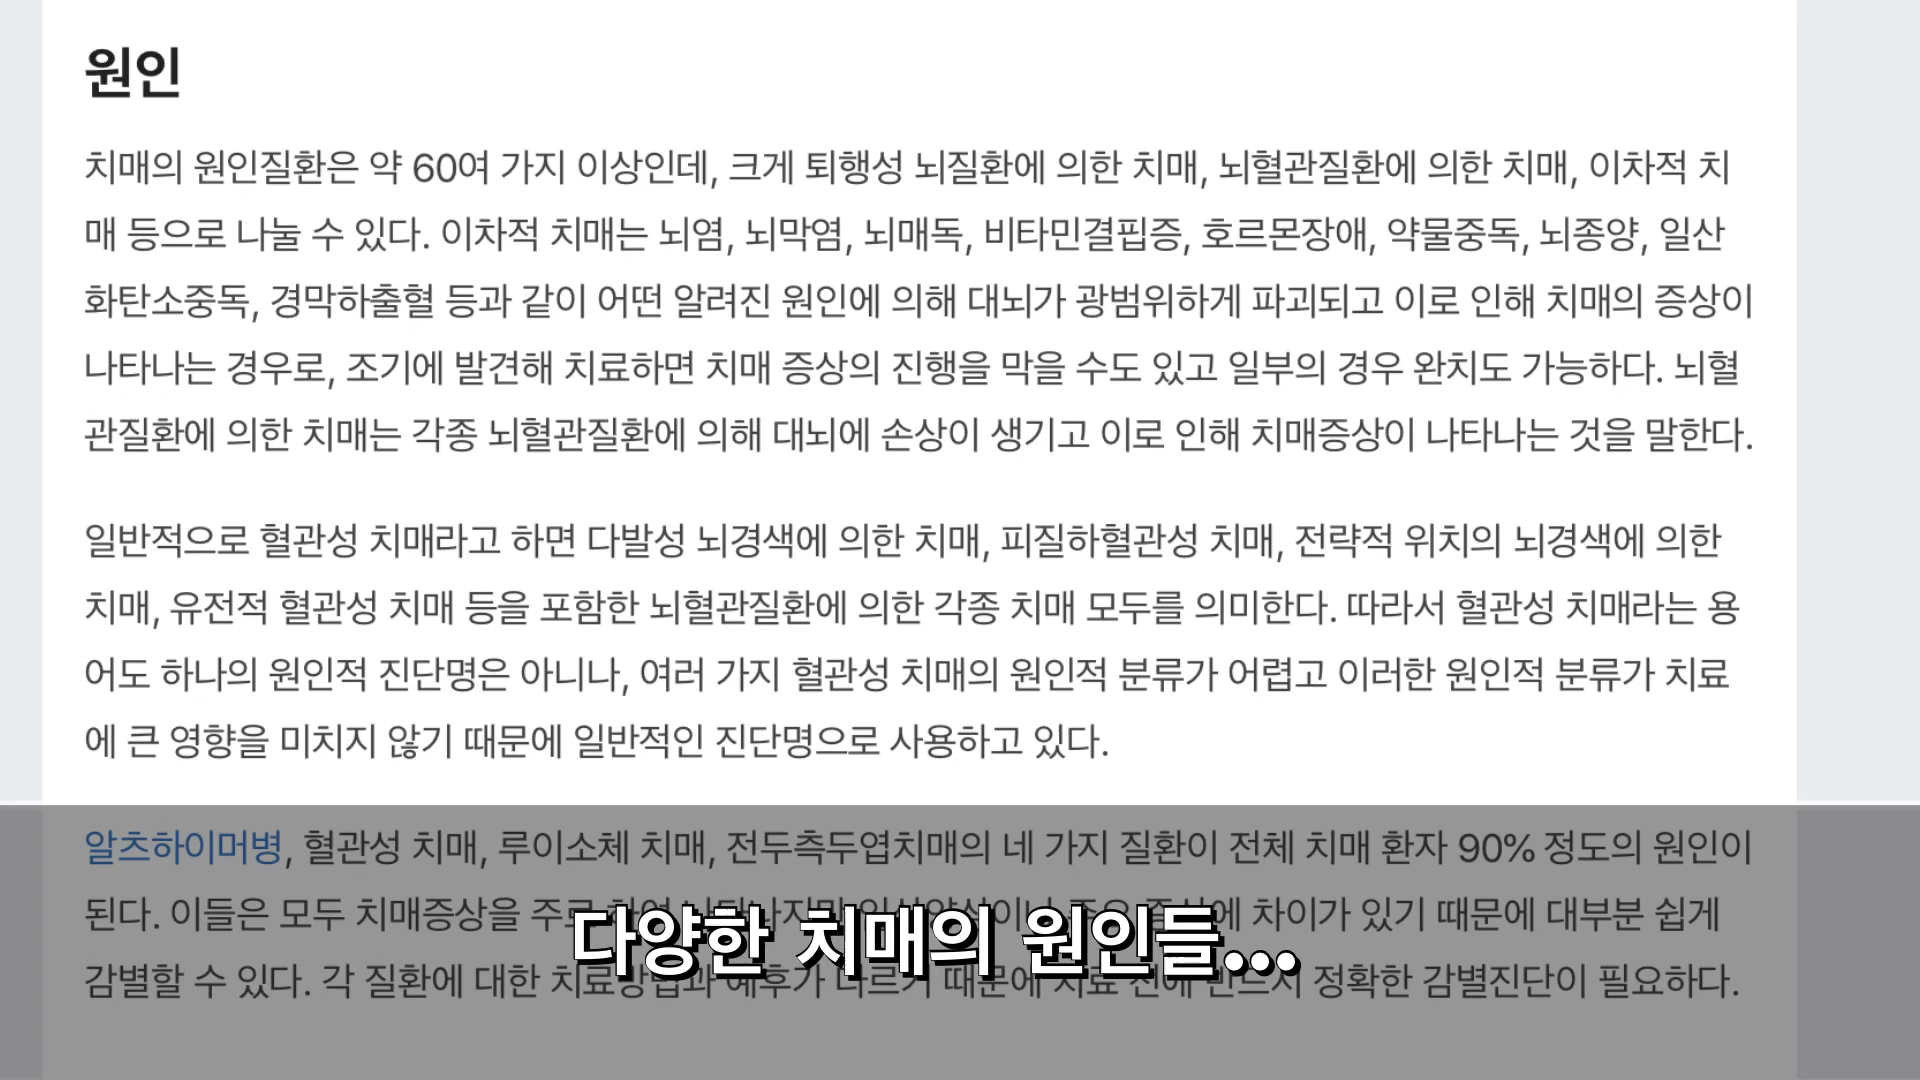 원인
치매의 원인질환은 약 60여 가지 이상인데, 크게 퇴행성 뇌질환에 의한 치매, 뇌혈관질환에 의한 치매, 이차적 치
매 등으로 나눌 수 있다. 이차적 치매는 뇌염, 뇌막염, 뇌매독, 비타민결핍증, 호르몬장애, 약물중독, 뇌종양, 일산
화탄소중독, 경막하출혈 등과 같이 어떤 알려진 원인에 의해 대뇌가 광범위하게 파괴되고 이로 인해 치매의 증상이
나타나는 경우로, 조기에 발견해 치료하면 치매 증상의 진행을 막을 수도 있고 일부의 경우 완치도 가능하다. 뇌혈
관질환에 의한 치매는 각종 뇌혈관질환에 의해 대뇌에 손상이 생기고 이로 인해 치매증상이 나타나는 것을 말한다.
일반적으로 혈관성 치매라고 하면 다발성 뇌경색에 의한 치매, 피질하혈관성 치매, 전략적 위치의 뇌경색에 의한
치매, 유전적 혈관성 치매 등을 포함한 뇌혈관질환에 의한 각종 치매 모두를 의미한다. 따라서 혈관성 치매라는 용
어도 하나의 원인적 진단명은 아니나, 여러 가지 혈관성 치매의 원인적 분류가 어렵고 이러한 원인적 분류가 치료
에 큰 영향을 미치지 않기 때문에 일반적인 진단명으로 사용하고 있다.
알츠하이머병, 혈관성 치매, 루이소체 치매, 전두측두엽치매의 네 가지 질환이 전체 치매 환자 90% 정도의 원인이
된다. 이들은 모두 치매증상을 주로 차이가 있기 때문에 대부분 쉽게
다양한 치매의 원인들...
감별할 수 있다. 각 질환에 대한 치료방법과 예후가 다르기 때문에 치료 전에 반드시 정확한 감별진단이 필요하다.